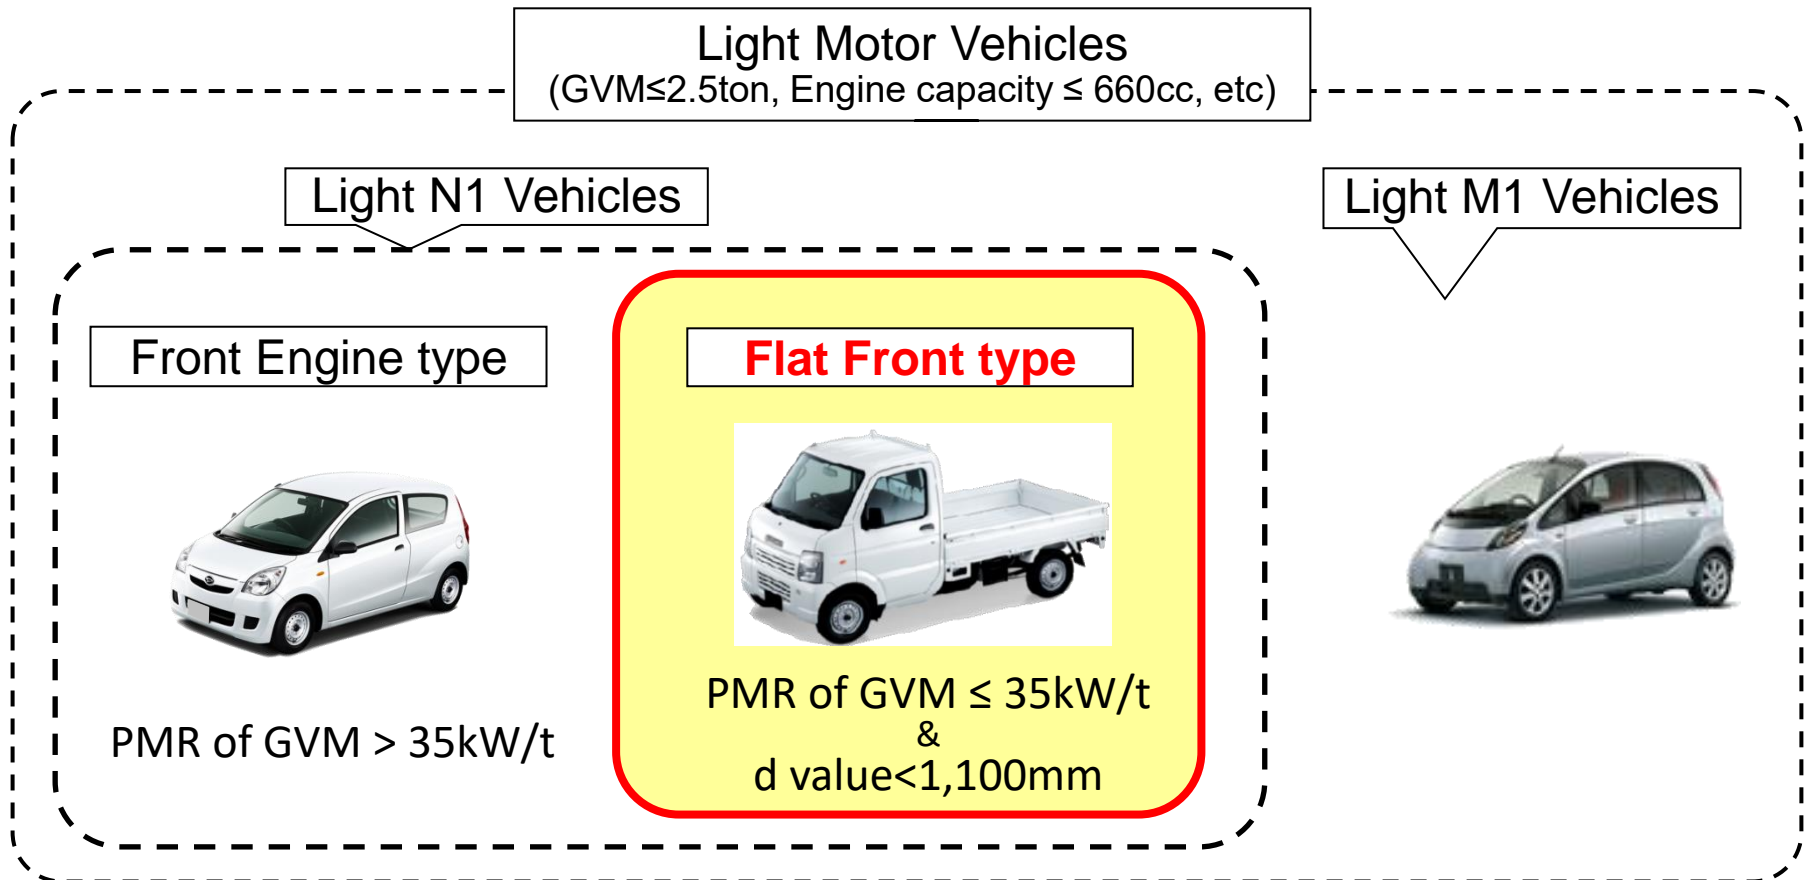 Light Motor Vehicles
(GVM≤2.5ton, Engine capacity ≤ 660cc, etc)
Light N1 Vehicles
Light M1 Vehicles
Front Engine type
Flat Front type
PMR of GVM > 35kW/t
PMR of GVM ≤ 35kW/t
&
d value<1,100mm